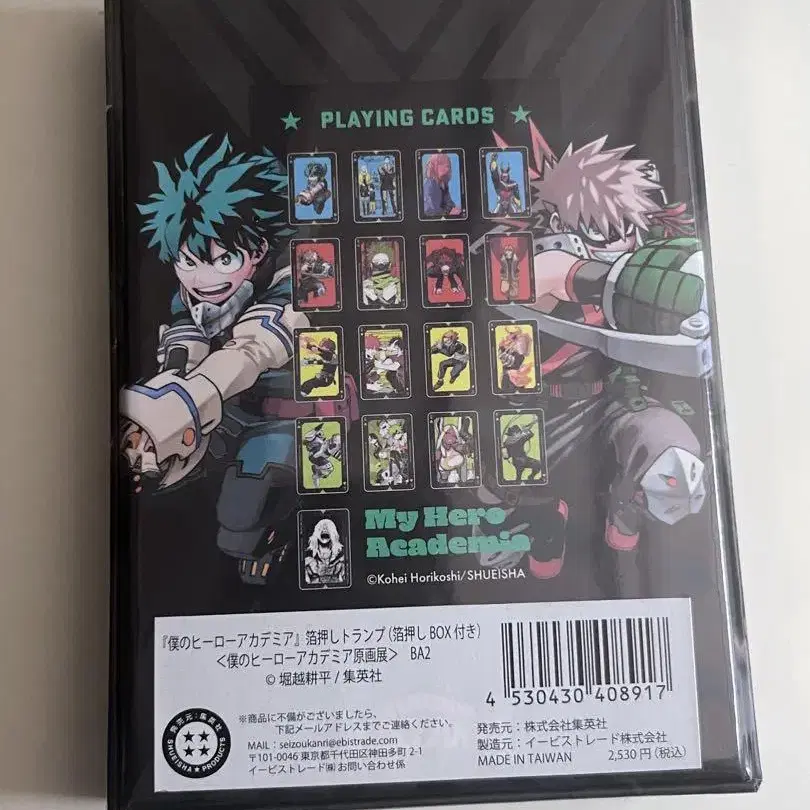 ★ PLAYING CARDS ★
My Hero
Academia
©Kohei Horikoshi/SHUEISHA
『僕のヒーローアカデミア』箔押しトランプ(箔押しBOX付き)
<僕のヒーローアカデミア原画展> BA2
© 堀越耕平 / 集英社
4 530430 408917
※商品に不備がございましたら、
下記メールアドレスまでご連絡ください。
MAIL : seizoukanri@ebistrade.com
〒101-0046 東京都千代田区神田多町 2-1
イービストレード㈱ お問い合わせ係
発売元 : 株式会社集英社
製造元 : イービストレード株式会社
MADE IN TAIWAN 2,530円 (税込)
発売元:集英社
SHUEISHA ★ PRODUCTS